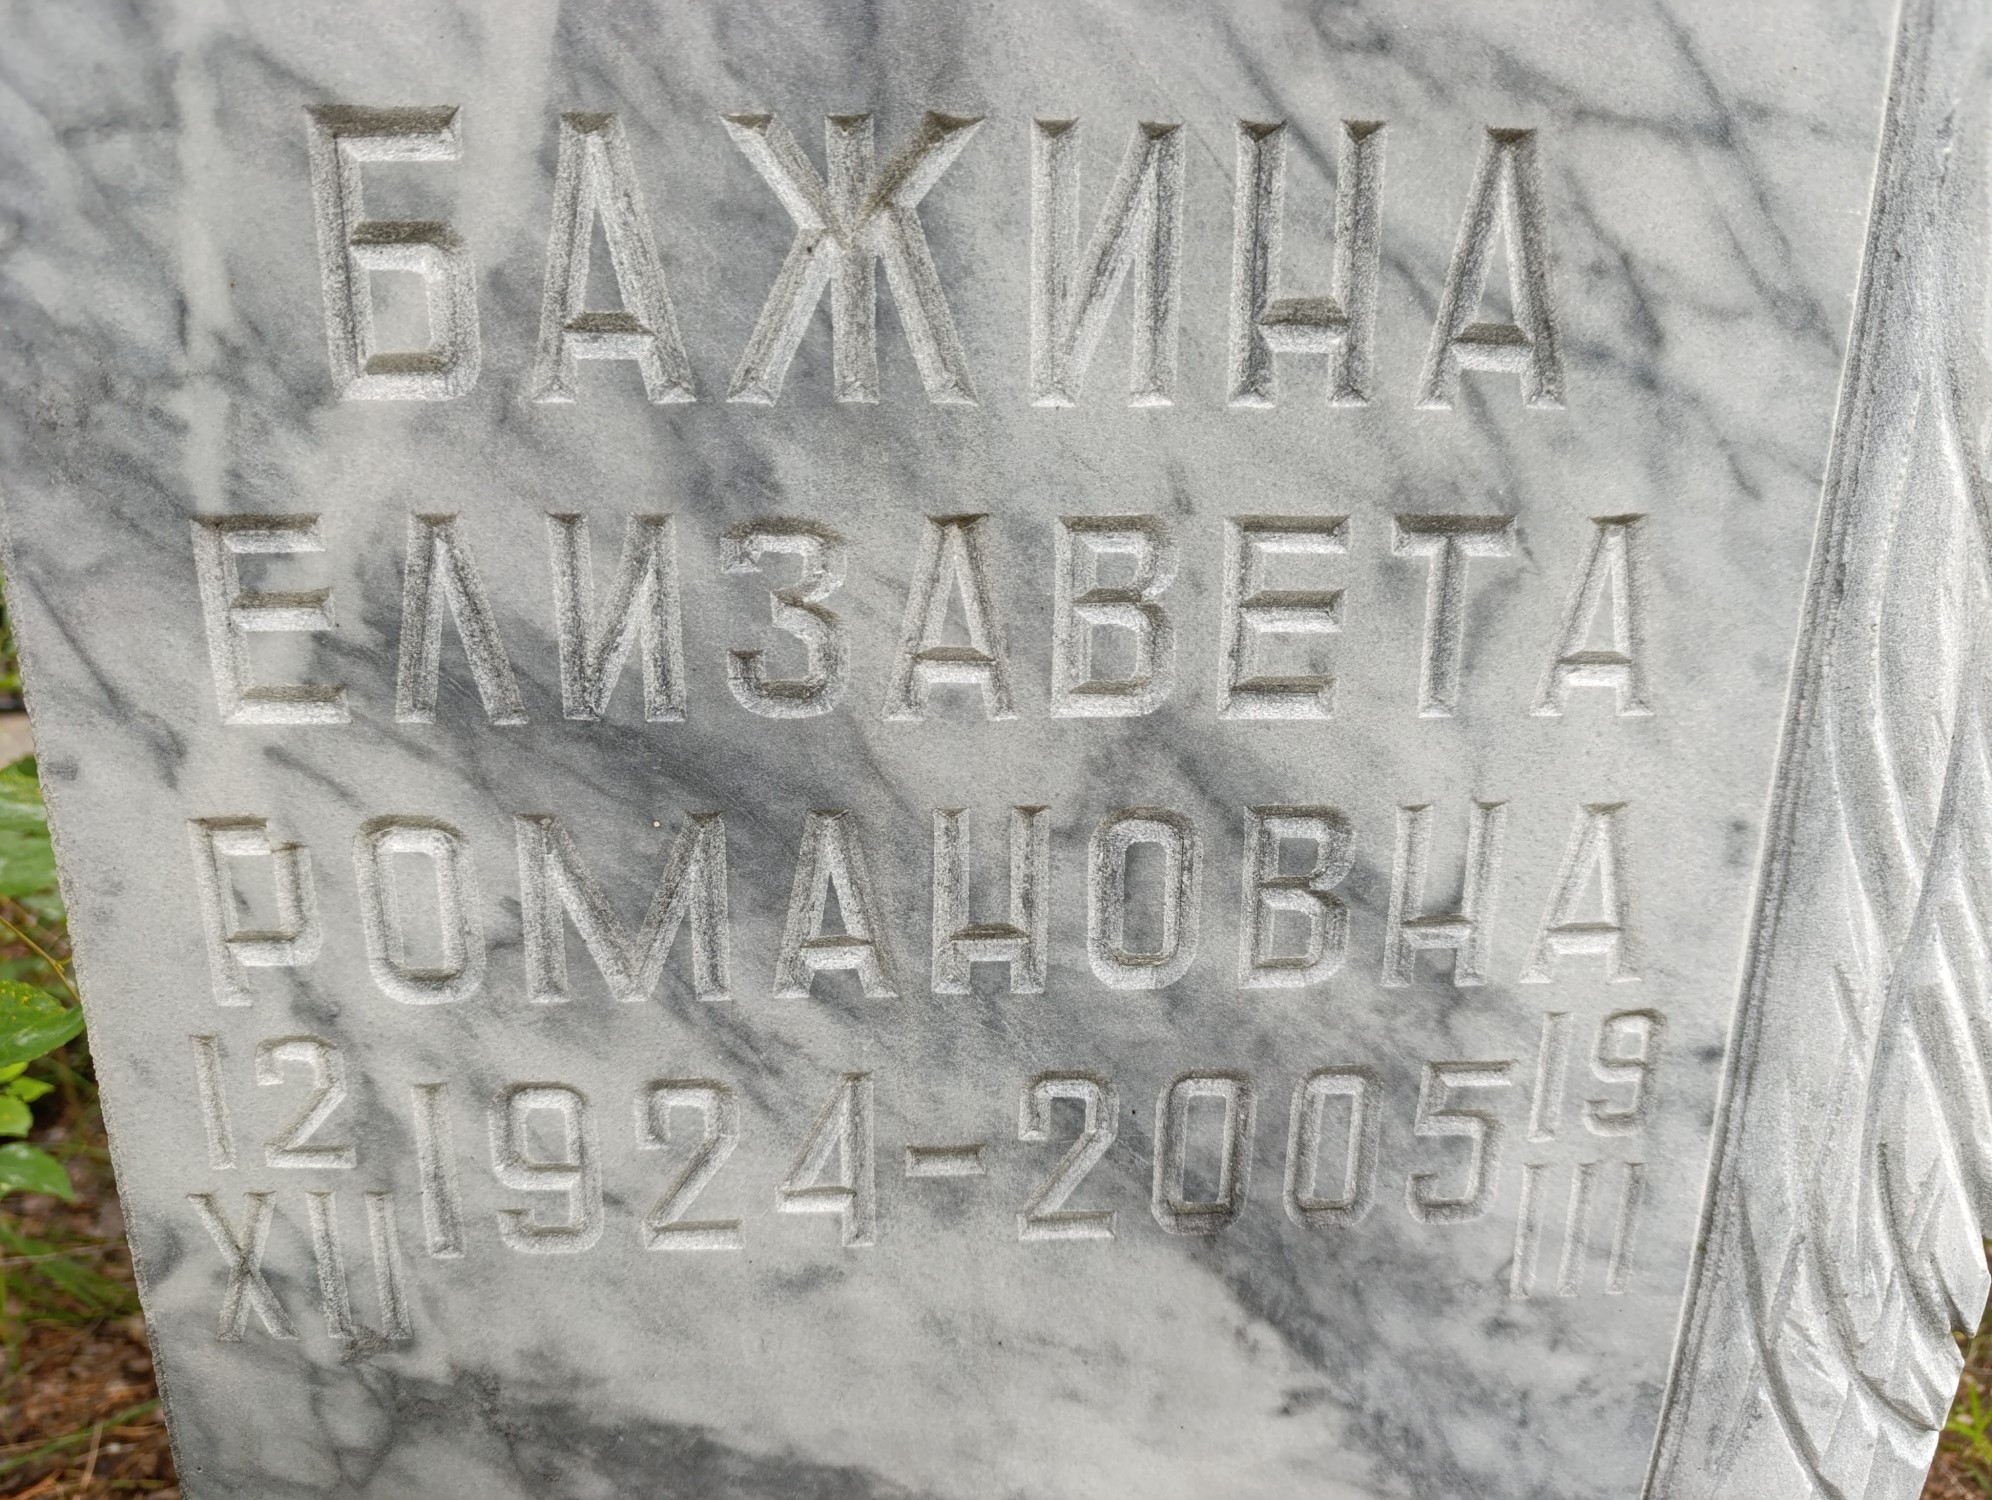 БАЖИНА
ЕЛИЗАВЕТА
РОМАНОВНА
12 XII 1924-2005 19 III